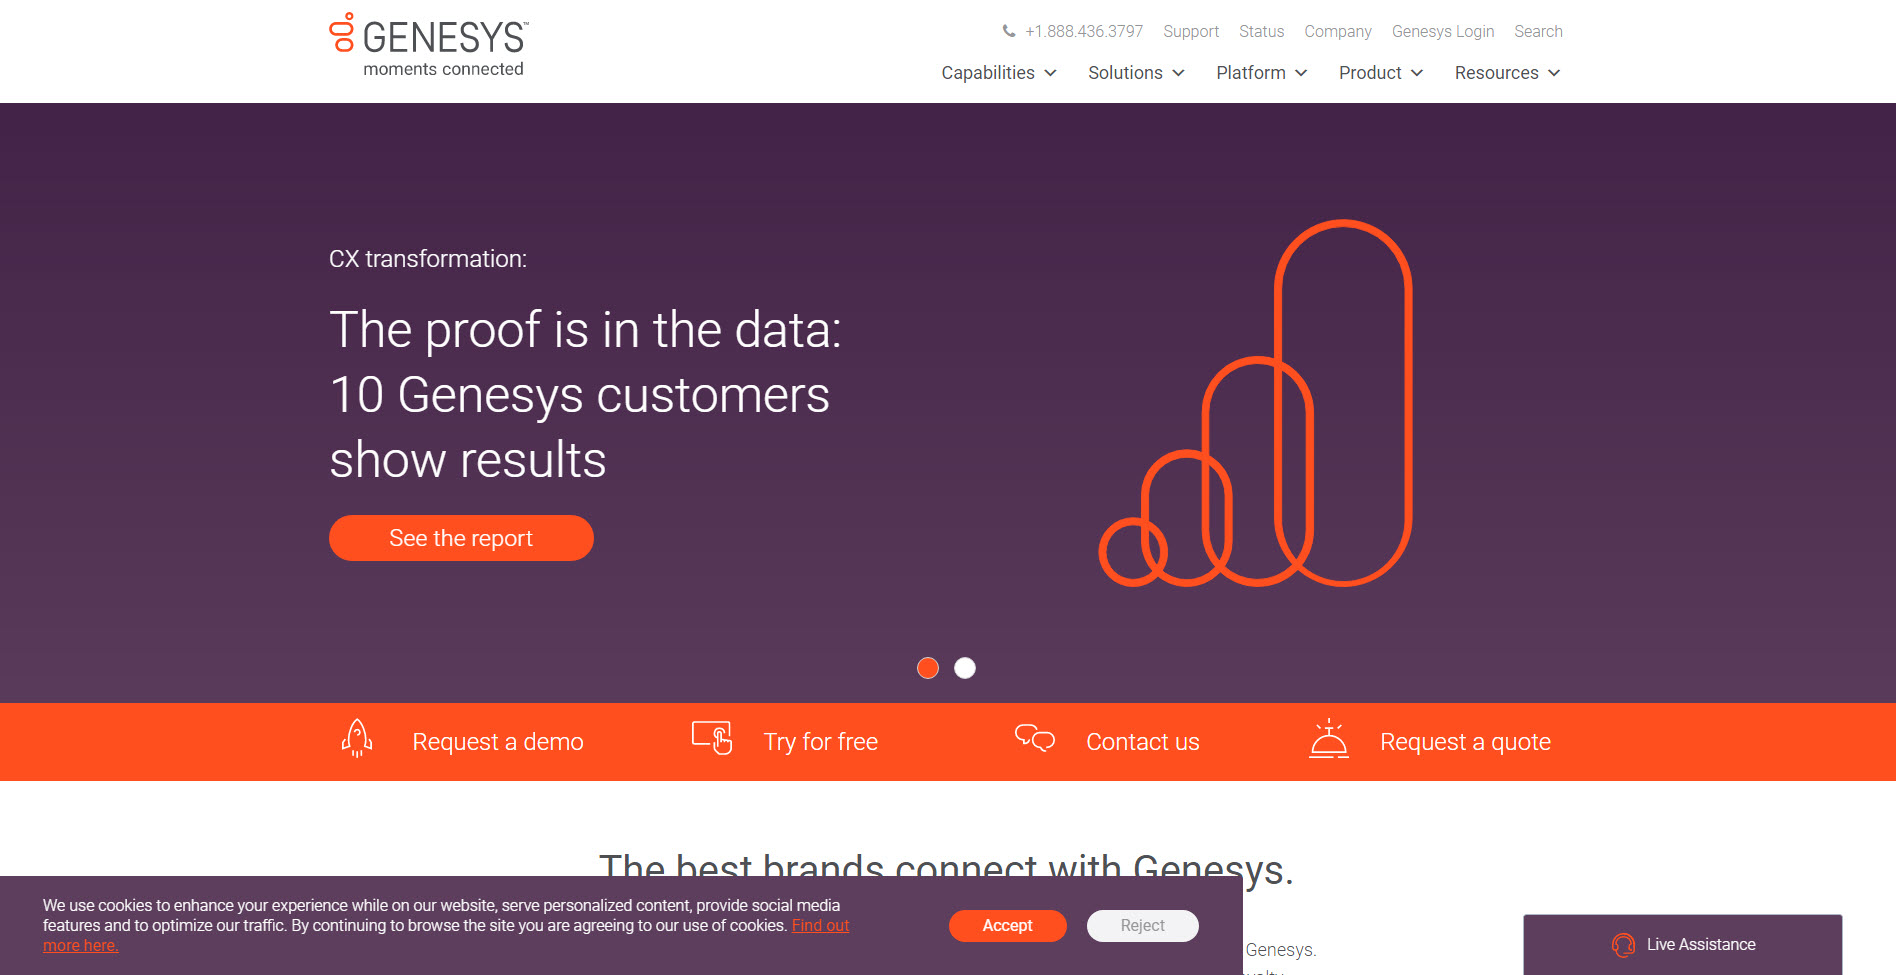 GENESYS™
moments connected
+1.888.436.3797 Support Status Company Genesys Login Search
Capabilities Solutions Platform Product Resources
CX transformation:
The proof is in the data:
10 Genesys customers
show results
See the report
Request a demo Try for free Contact us Request a quote
The best brands connect with Genesys.
We use cookies to enhance your experience while on our website, serve personalized content, provide social media
features and to optimize our traffic. By continuing to browse the site you are agreeing to our use of cookies. Find out
more here.
Accept Reject
Genesys.
Live Assistance